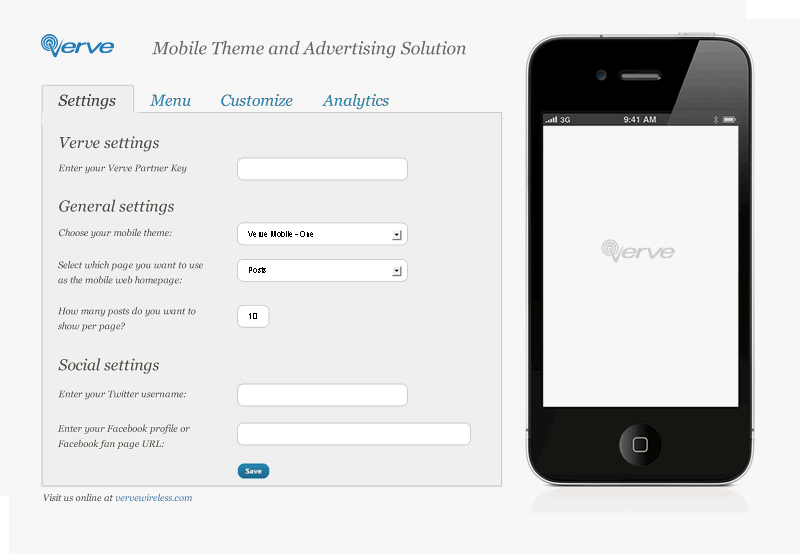 Verve
Mobile Theme and Advertising Solution
Settings Menu Customize Analytics
Verve settings
Enter your Verve Partner Key
General settings
Choose your mobile theme:
Verve Mobile - One
Select which page you want to use
as the mobile web homepage:
Posts
How many posts do you want to
show per page?
10
Social settings
Enter your Twitter username:
Enter your Facebook profile or
Facebook fan page URL:
Save
Visit us online at vervewireless.com
3G 9:41 AM
Verve